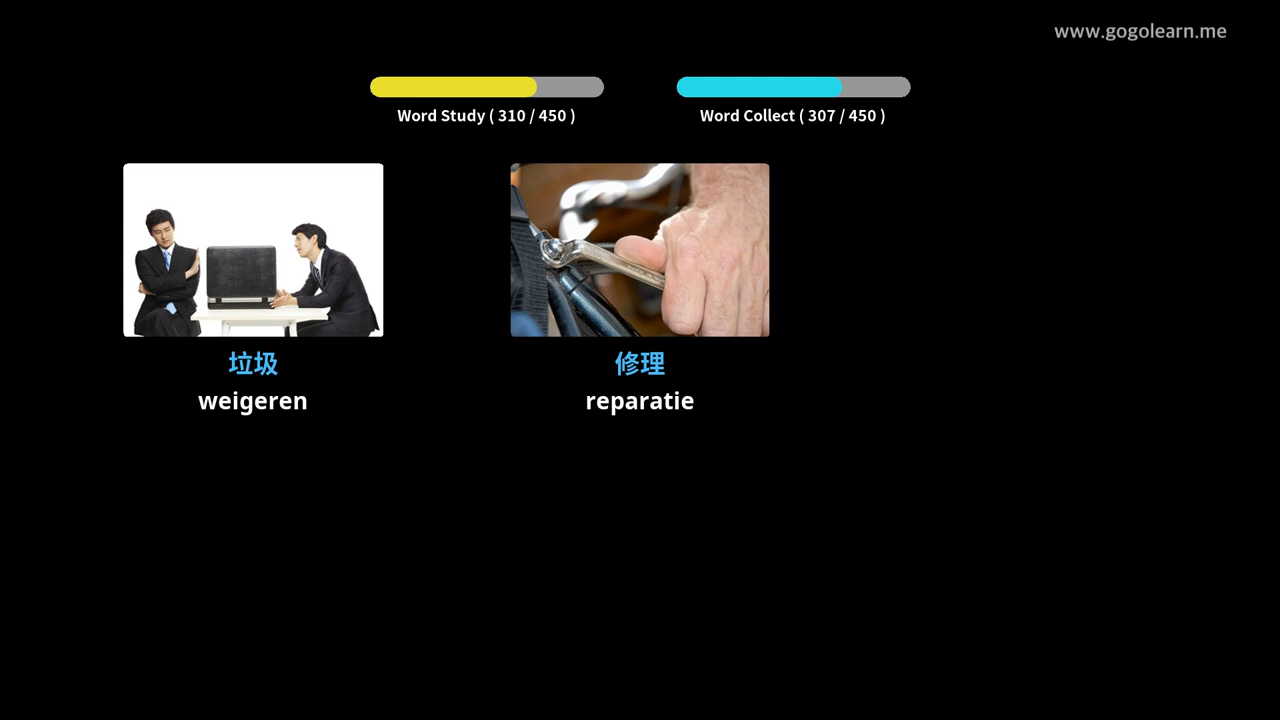 www.gogolearn.me
Word Study ( 310 / 450 )
Word Collect ( 307 / 450 )
垃圾
weigeren
修理
reparatie